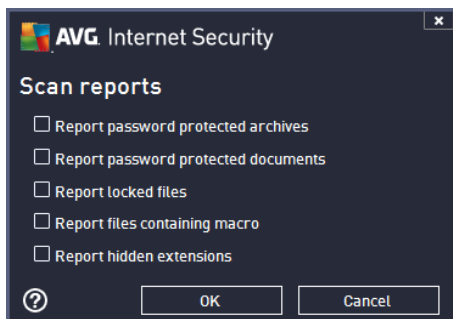 AVG. Internet Security
Scan reports
Report password protected archives
Report password protected documents
Report locked files
Report files containing macro
Report hidden extensions
?
OK
Cancel